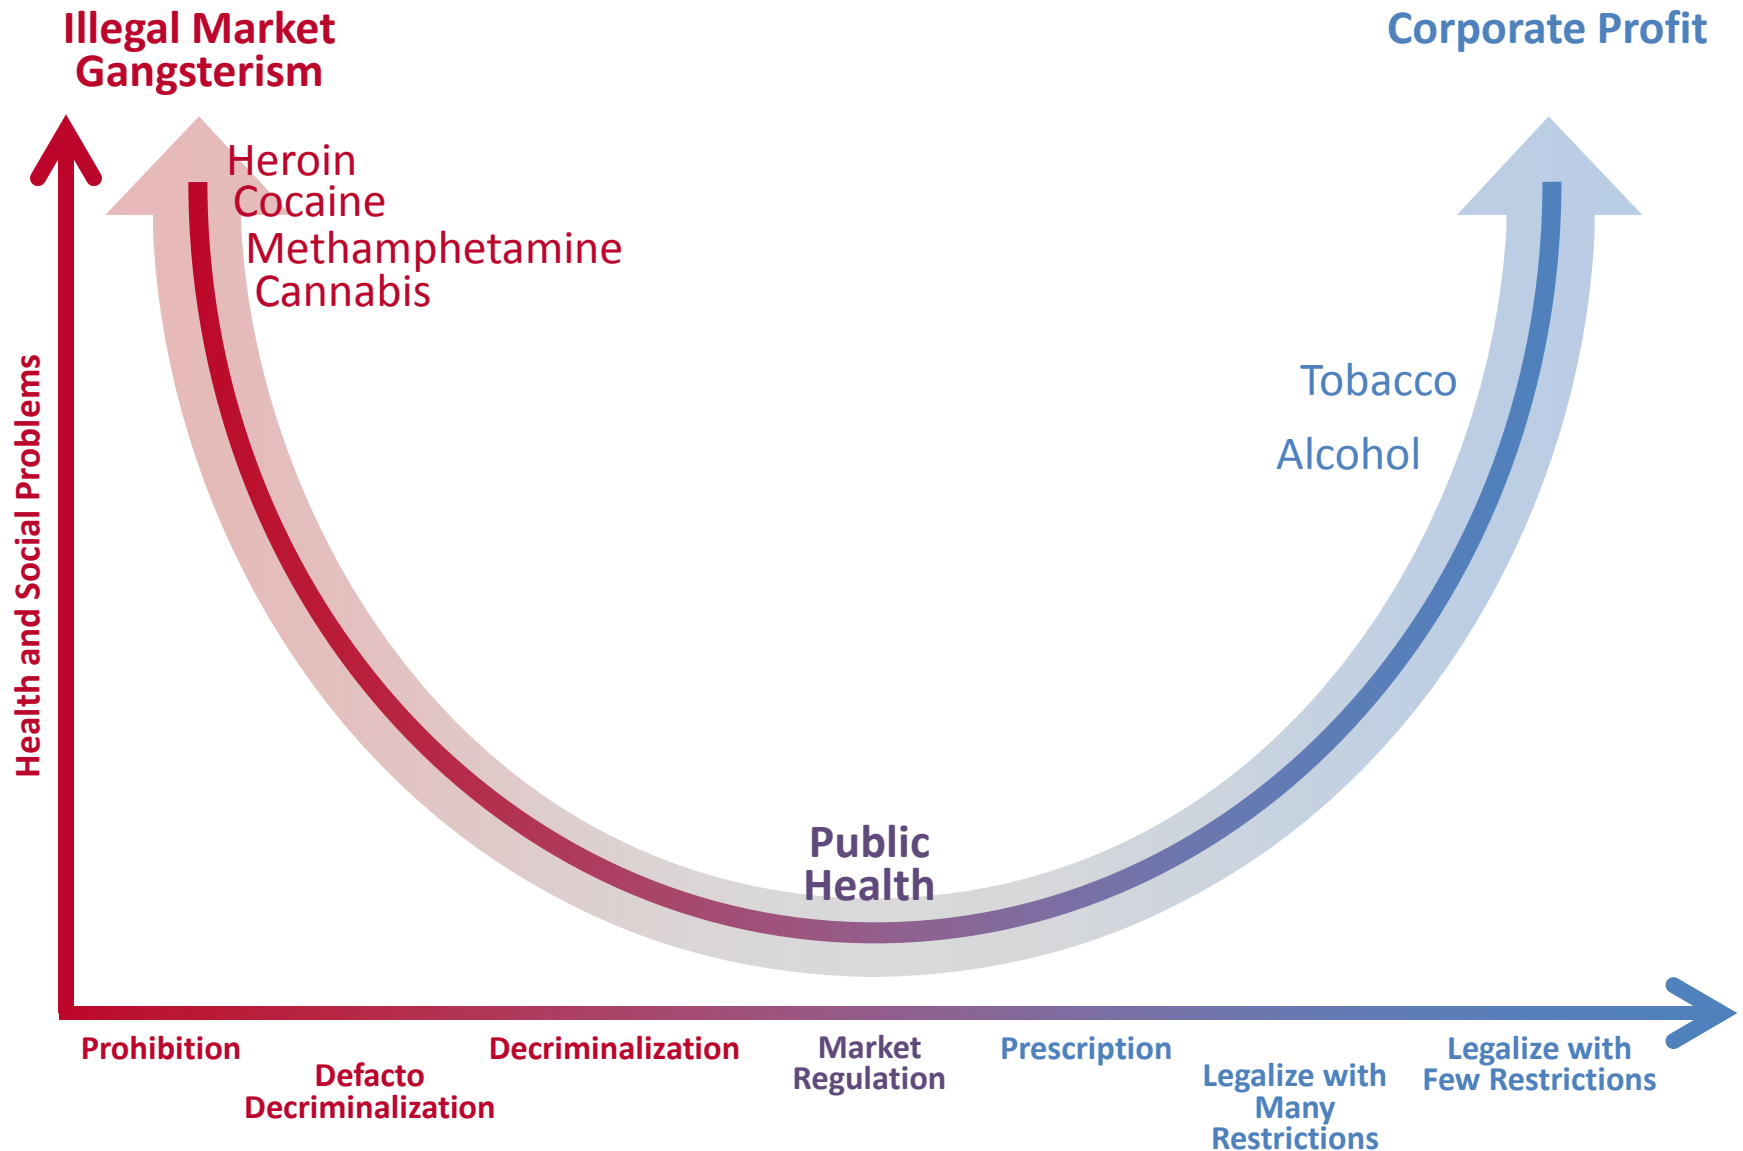 Illegal Market
Gangsterism
Corporate Profit
Heroin
Cocaine
Methamphetamine
Cannabis
Tobacco
Alcohol
Health and Social Problems
Public
Health
Prohibition
Defacto
Decriminalization
Decriminalization
Market
Regulation
Prescription
Legalize with
Many
Restrictions
Legalize with
Few Restrictions